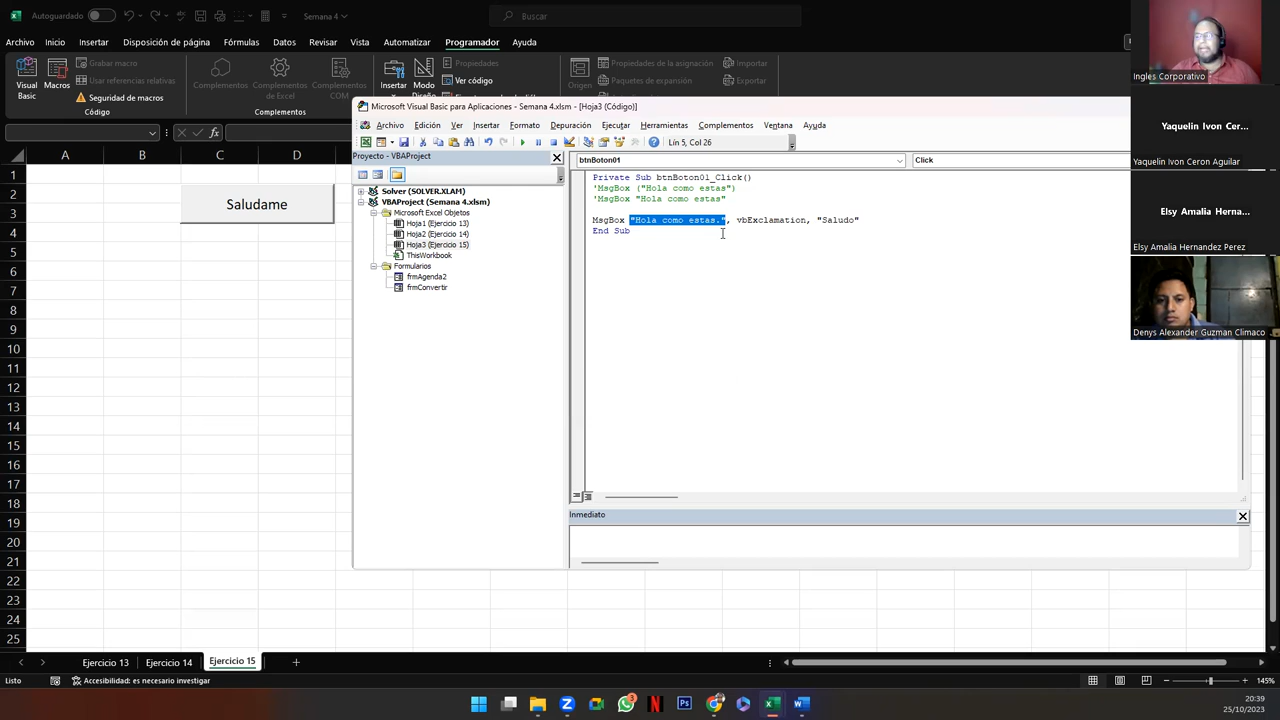 Autoguardado
Semana 4
Buscar
Archivo Inicio Insertar Disposición de página Fórmulas Datos Revisar Vista Automatizar Programador Ayuda
Visual Basic
Macros
Grabar macro
Usar referencias relativas
Seguridad de macros
Código
Complementos
Complementos de Excel
Complementos COM
Complementos
Insertar
Modo Diseño
Propiedades
Ver código
Origen
Propiedades de la asignación
Paquetes de expansión
Importar
Exportar
Microsoft Visual Basic para Aplicaciones - Semana 4.xlsm - [Hoja3 (Código)]
Archivo Edición Ver Insertar Formato Depuración Ejecutar Herramientas Complementos Ventana Ayuda
Lín 5, Col 26
Proyecto - VBAProject
Solver (SOLVER.XLAM)
VBAProject (Semana 4.xlsm)
Microsoft Excel Objetos
Hoja1 (Ejercicio 13)
Hoja2 (Ejercicio 14)
Hoja3 (Ejercicio 15)
ThisWorkbook
Formularios
frmAgenda2
frmConvertir
btnBoton01
Click
Private Sub btnBoton01_Click()
'MsgBox ("Hola como estas")
'MsgBox "Hola como estas"
MsgBox "Hola como estas.", vbExclamation, "Saludo"
End Sub
Inmediato
fx
A B C D
1
2
3
4
5
6
7
8
9
10
11
12
13
14
15
16
17
18
19
20
21
22
23
24
25
Saludame
Ingles Corporativo
Yaquelin Ivon Cer...
Yaquelin Ivon Ceron Aguilar
Elsy Amalia Herna...
Elsy Amalia Hernandez Perez
Denys Alexander Guzman Climaco
Ejercicio 13 Ejercicio 14 Ejercicio 15
Listo
Accesibilidad: es necesario investigar
145%
3
20:39
25/10/2023